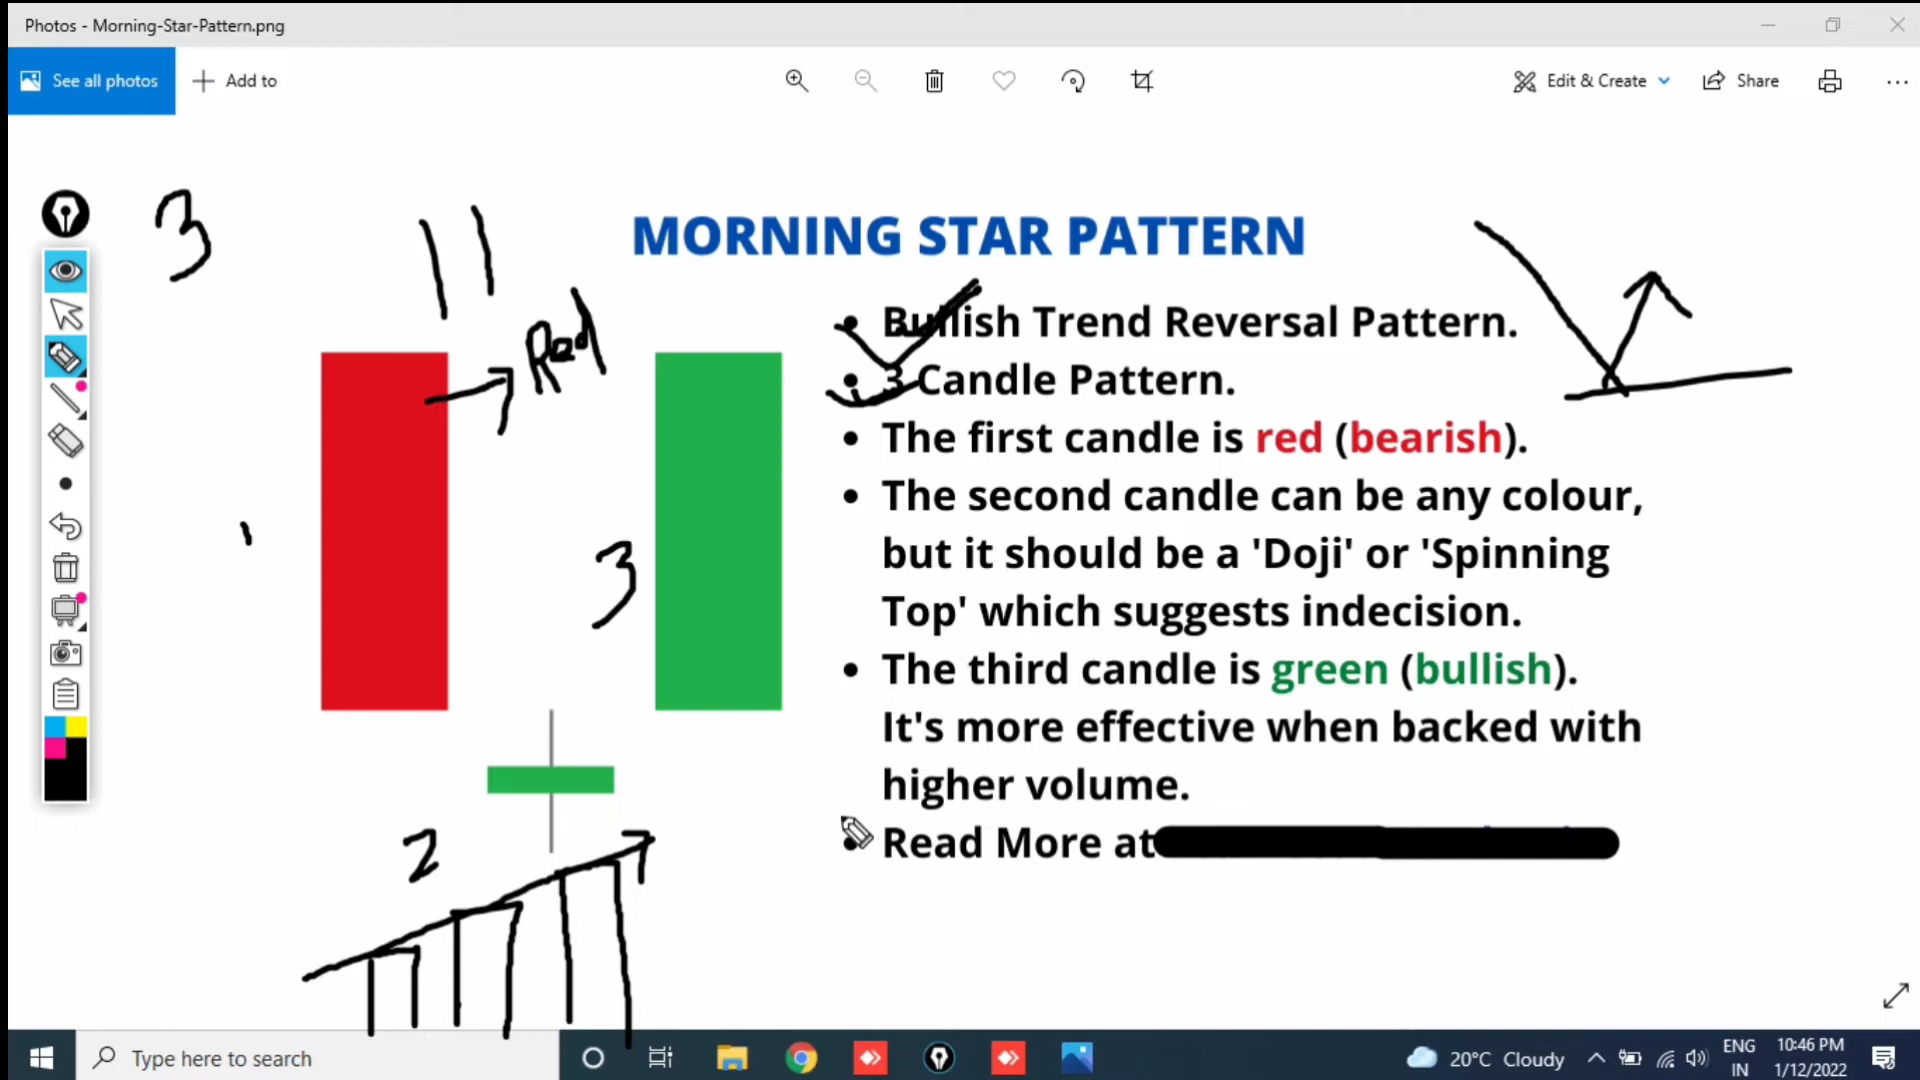 Photos - Morning-Star-Pattern.png
See all photos
Add to
Edit & Create
Share
3
11
MORNING STAR PATTERN
Red
• Bullish Trend Reversal Pattern.
• 3 Candle Pattern.
• The first candle is red (bearish).
• The second candle can be any colour,
but it should be a 'Doji' or 'Spinning
Top' which suggests indecision.
3
• The third candle is green (bullish).
It's more effective when backed with
higher volume.
• Read More at
2
Type here to search
20°C Cloudy
ENG
IN
10:46 PM
1/12/2022